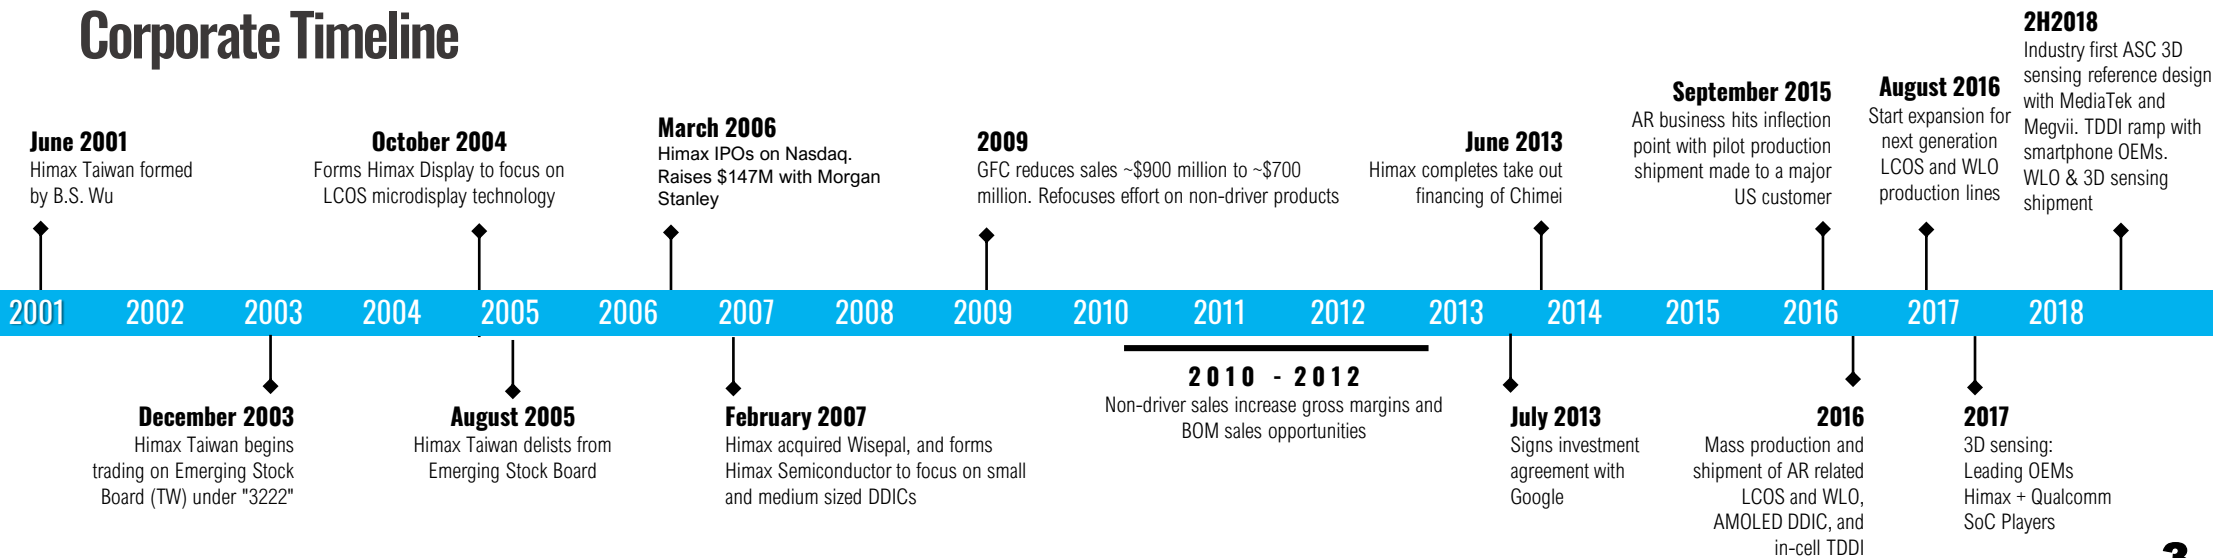 Corporate Timeline
June 2001
Himax Taiwan formed
by B.S. Wu
October 2004
Forms Himax Display to focus on
LCOS microdisplay technology
March 2006
Himax IPOs on Nasdaq.
Raises $147M with Morgan
Stanley
2009
GFC reduces sales ~$900 million to ~$700
million. Refocuses effort on non-driver products
June 2013
Himax completes take out
financing of Chimei
September 2015
AR business hits inflection
point with pilot production
shipment made to a major
US customer
August 2016
Start expansion for
next generation
LCOS and WLO
production lines
2H2018
Industry first ASC 3D
sensing reference design
with MediaTek and
Megvii. TDDI ramp with
smartphone OEMs.
WLO & 3D sensing
shipment
2001 2002 2003 2004 2005 2006 2007 2008 2009 2010 2011 2012 2013 2014 2015 2016 2017 2018
December 2003
Himax Taiwan begins
trading on Emerging Stock
Board (TW) under "3222"
August 2005
Himax Taiwan delists from
Emerging Stock Board
February 2007
Himax acquired Wisepal, and forms
Himax Semiconductor to focus on small
and medium sized DDICs
2010 - 2012
Non-driver sales increase gross margins and
BOM sales opportunities
July 2013
Signs investment
agreement with
Google
2016
Mass production and
shipment of AR related
LCOS and WLO,
AMOLED DDIC, and
in-cell TDDI
2017
3D sensing:
Leading OEMs
Himax + Qualcomm
SoC Players
3